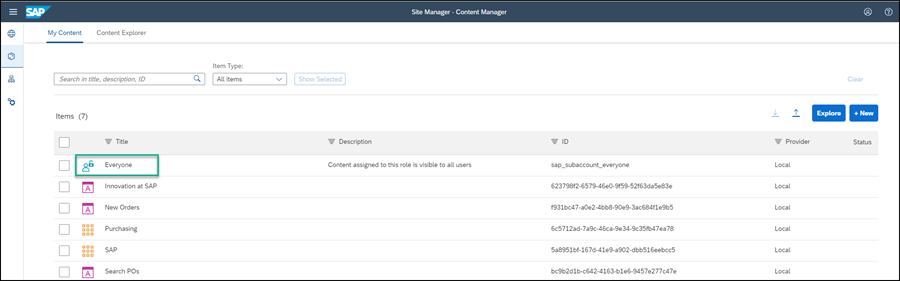 SAP Site Manager - Content Manager
My Content Content Explorer
Item Type:
Search in title, description, ID All items Show Selected Clear
Items (7) Explore + New
Title Description ID Provider Status
Everyone Content assigned to this role is visible to all users sap_subaccount_everyone Local
Innovation at SAP 623798f2-6579-46e0-9f59-52f63da5e83e Local
New Orders f931bc47-a0e2-4bb8-90e9-3ac684f1e9b5 Local
Purchasing 6c5712ad-7a9c-46ca-9e34-9c35fb47ea78 Local
SAP 5a8951bf-167d-41e9-a902-dbb516eebcc5 Local
Search POs bc9b2d1b-c642-4163-b1e6-9457e277c47e Local